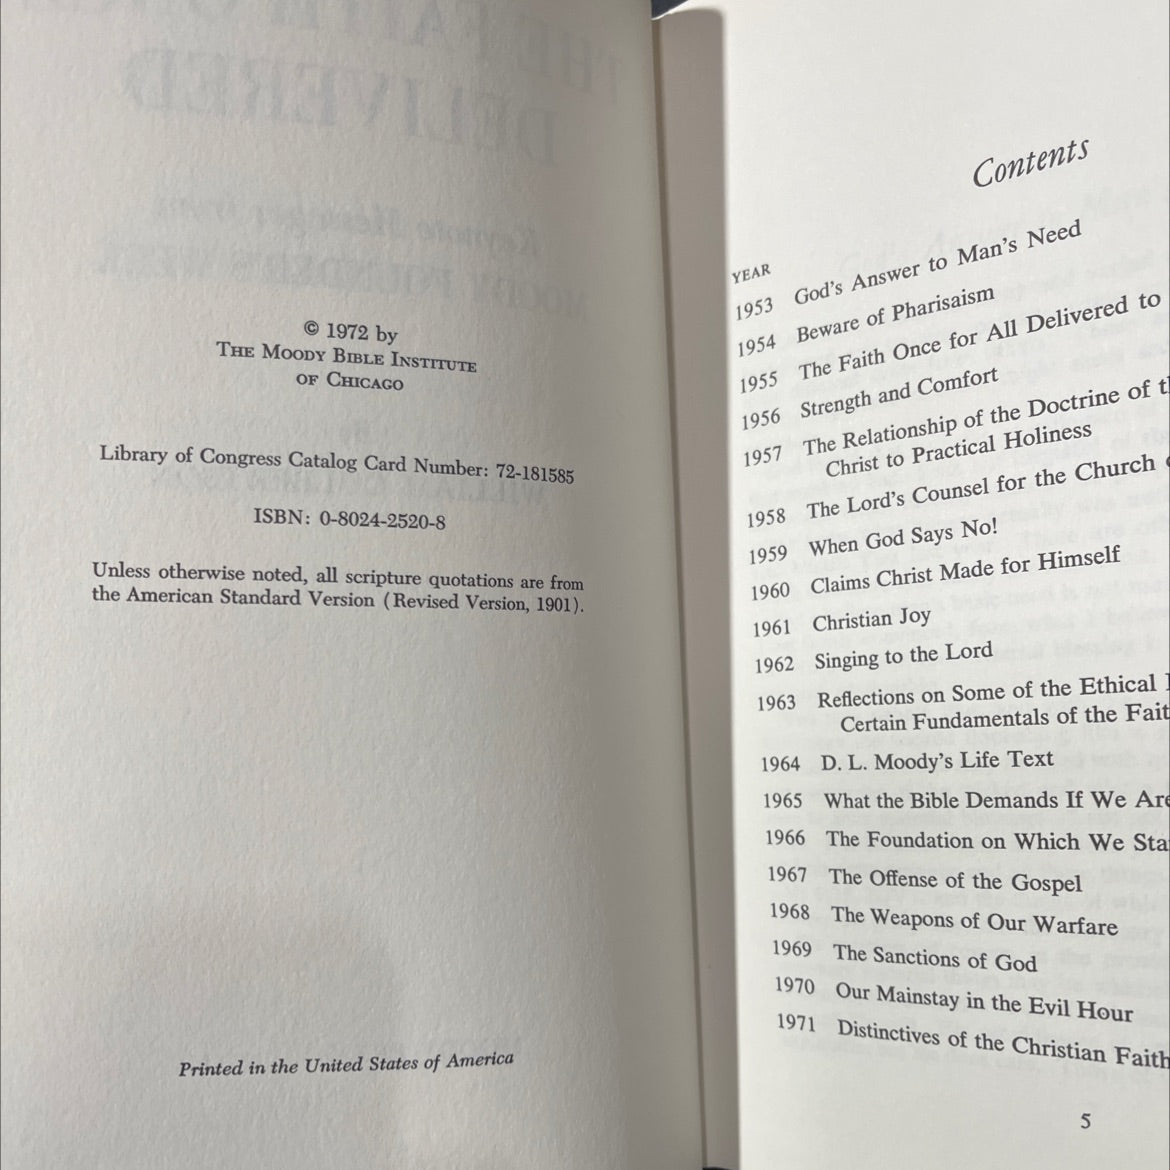 © 1972 by
THE MOODY BIBLE INSTITUTE
OF CHICAGO
Library of Congress Catalog Card Number: 72-181585
ISBN: 0-8024-2520-8
Unless otherwise noted, all scripture quotations are from
the American Standard Version (Revised Version, 1901).
Printed in the United States of America
Contents
YEAR
1953 God's Answer to Man's Need
1954 Beware of Pharisaism
1955 The Faith Once for All Delivered to
1956 Strength and Comfort
1957 The Relationship of the Doctrine of
Christ to Practical Holiness
1958 The Lord's Counsel for the Church
1959 When God Says No!
1960 Claims Christ Made for Himself
1961 Christian Joy
1962 Singing to the Lord
1963 Reflections on Some of the Ethical
Certain Fundamentals of the Fait
1964 D. L. Moody's Life Text
1965 What the Bible Demands If We Are
1966 The Foundation on Which We Sta
1967 The Offense of the Gospel
1968 The Weapons of Our Warfare
1969 The Sanctions of God
1970 Our Mainstay in the Evil Hour
1971 Distinctives of the Christian Faith
5